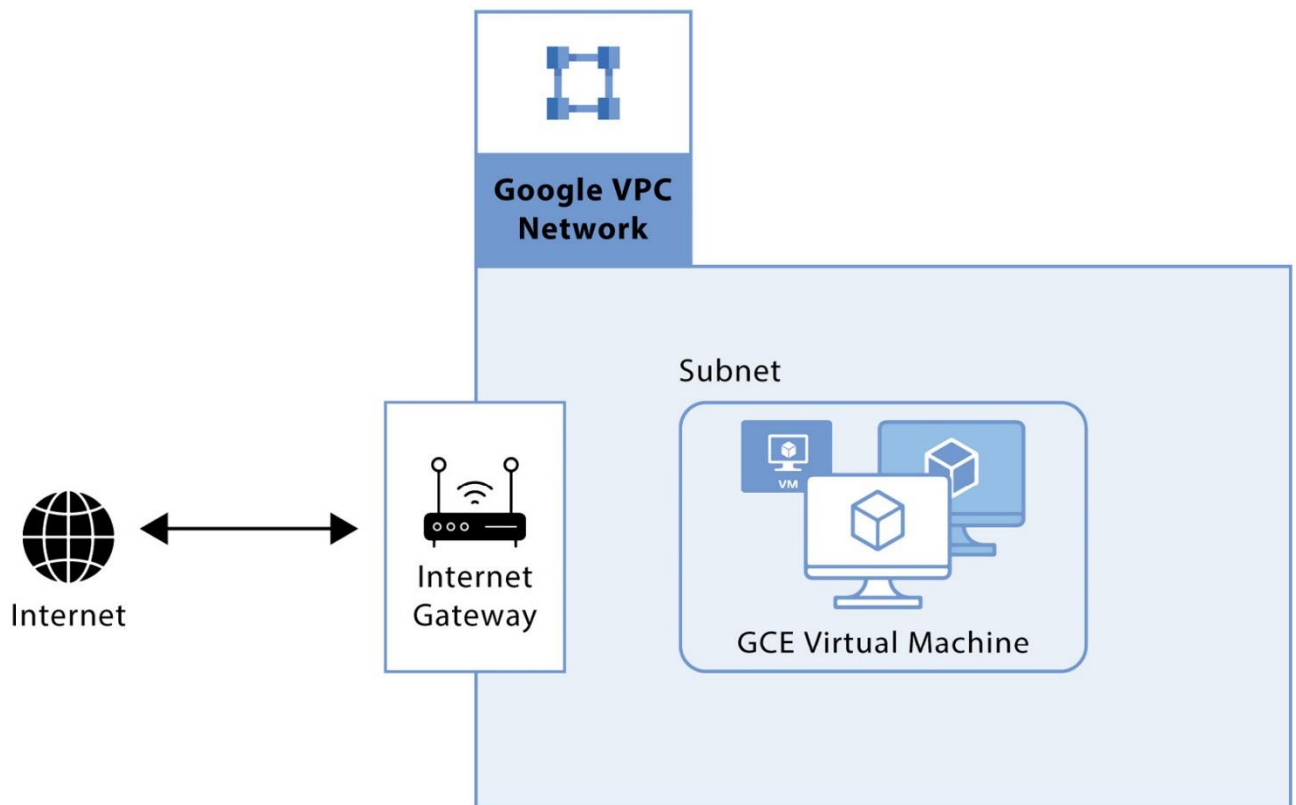 Google VPC
Network
Subnet
VM
GCE Virtual Machine
Internet
Gateway
Internet